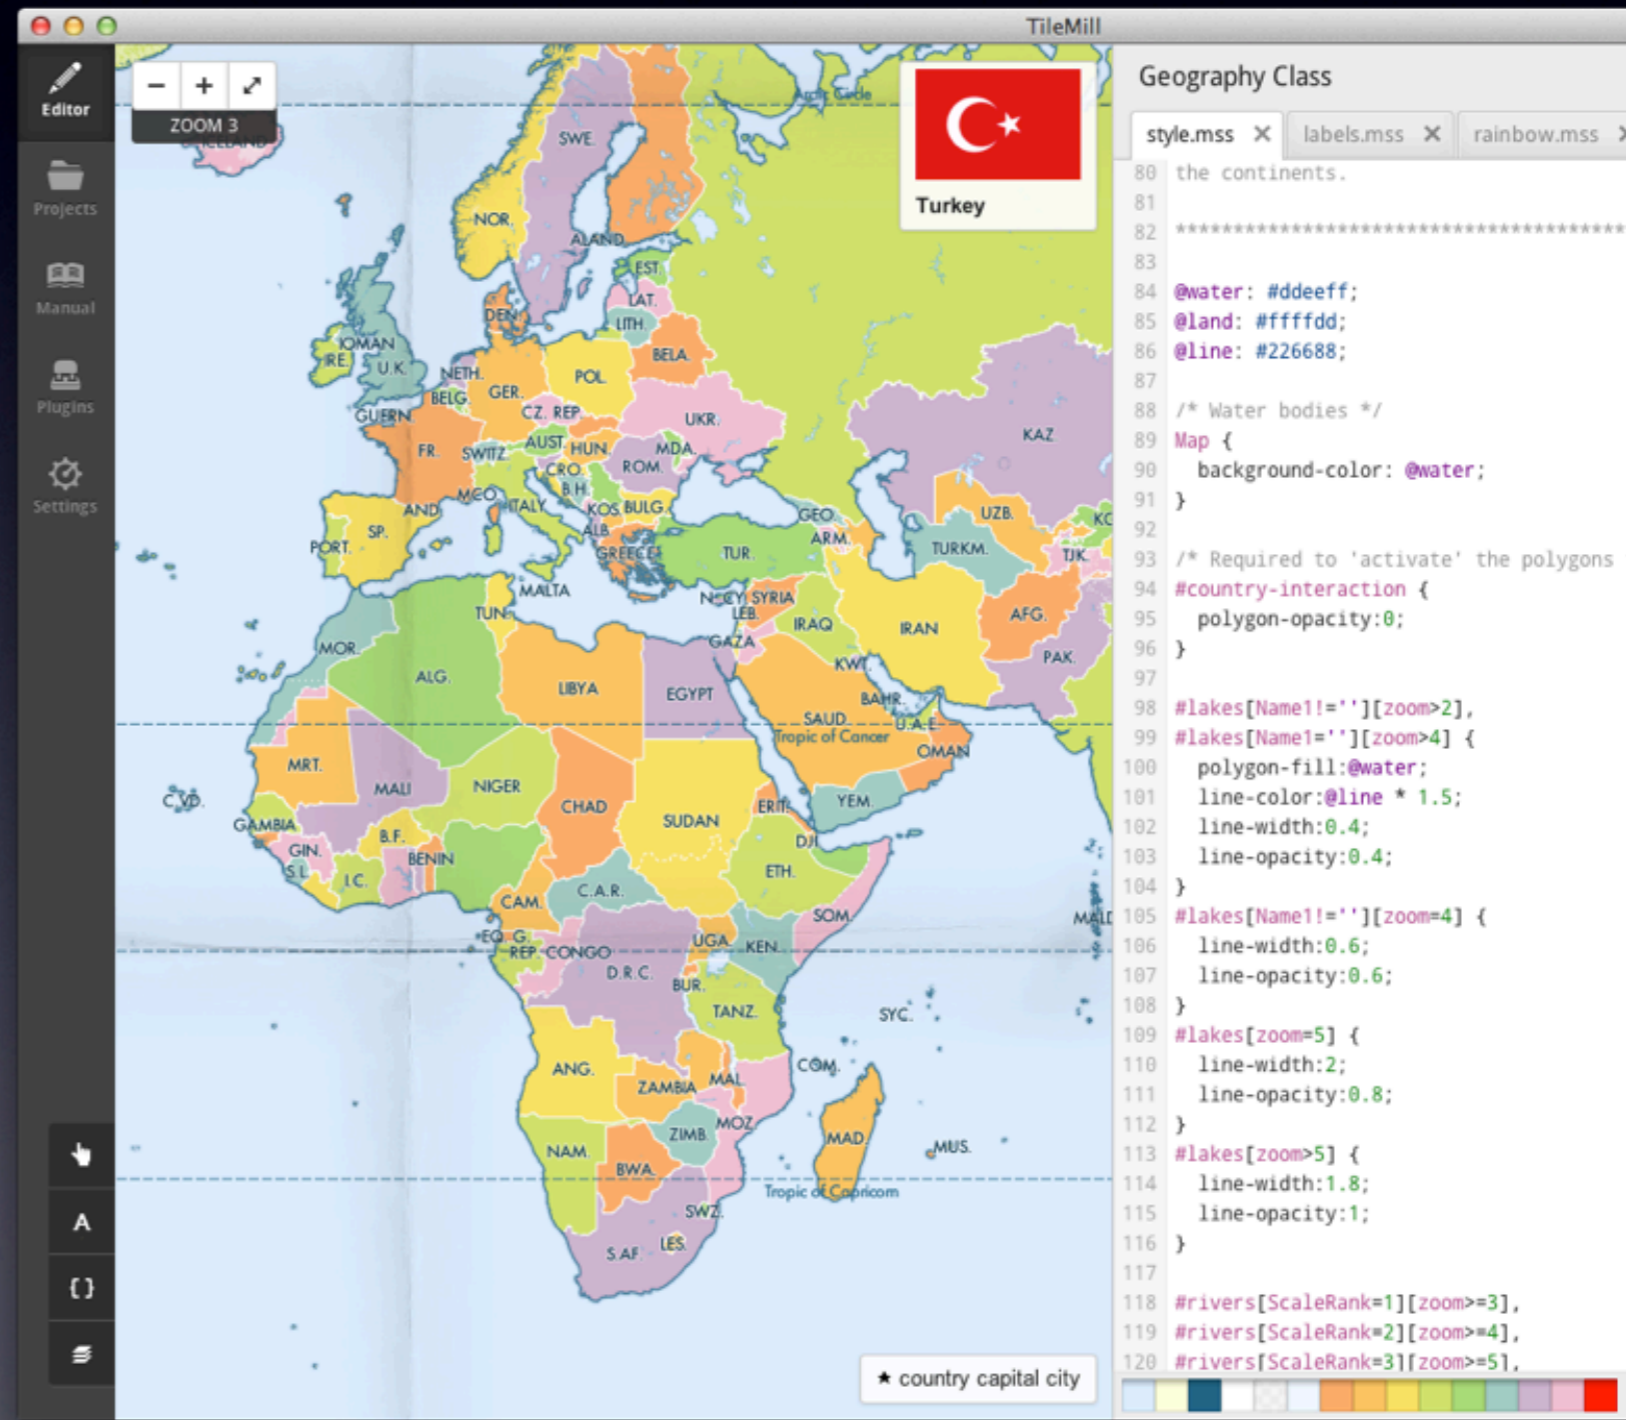 TileMill
Editor
Projects
Manual
Plugins
Settings
ZOOM 3
ICELAND
Arctic Circle
Turkey
SWE.
NOR.
ALAND
EST.
LAT.
LITH.
DEN.
IOMAN
IRE.
U.K.
BELA.
NETH.
GER.
POL.
BELG.
GUERN.
CZ. REP.
UKR.
KAZ
FR.
SWITZ.
AUST.
HUN.
MDA.
ROM.
CRO.
B.H.
MCO.
ITALY
AND.
KOS.
BULG.
SP.
ALB.
GEO.
UZB.
PORT.
GREECE
TUR.
ARM.
TURKM.
TJK.
MALTA
N. CY.
SYRIA
TUN.
LEB.
IRAQ
IRAN
AFG.
GAZA
MOR.
KWT.
PAK.
ALG.
LIBYA
EGYPT
BAHR.
SAUD.
U.A.E.
Tropic of Cancer
OMAN
MRT.
MALI
NIGER
CHAD
SUDAN
ERIT.
YEM.
C.VD.
GAMBIA
B.F.
DJI.
GIN.
BENIN
S.L.
I.C.
ETH.
C.A.R.
CAM.
SOM.
EQ. G.
REP. CONGO
UGA.
KEN.
D.R.C.
BUR.
TANZ.
SYC.
ANG.
ZAMBIA
MAL.
COM.
MOZ.
ZIMB.
MAD.
MUS.
NAM.
BWA.
Tropic of Capricorn
SWZ.
S.AF.
LES.
★ country capital city
Geography Class
style.mss
labels.mss
rainbow.mss
80 the continents.
81
82 ***************************************
83
84 @water: #ddeeff;
85 @land: #ffffdd;
86 @line: #226688;
87
88 /* Water bodies */
89 Map {
90 background-color: @water;
91 }
92
93 /* Required to 'activate' the polygons
94 #country-interaction {
95 polygon-opacity:0;
96 }
97
98 #lakes[Name1!=''][zoom>2],
99 #lakes[Name1=''][zoom>4] {
100 polygon-fill:@water;
101 line-color:@line * 1.5;
102 line-width:0.4;
103 line-opacity:0.4;
104 }
105 #lakes[Name1!=''][zoom=4] {
106 line-width:0.6;
107 line-opacity:0.6;
108 }
109 #lakes[zoom=5] {
110 line-width:2;
111 line-opacity:0.8;
112 }
113 #lakes[zoom>5] {
114 line-width:1.8;
115 line-opacity:1;
116 }
117
118 #rivers[ScaleRank=1][zoom>=3],
119 #rivers[ScaleRank=2][zoom>=4],
120 #rivers[ScaleRank=3][zoom>=5],